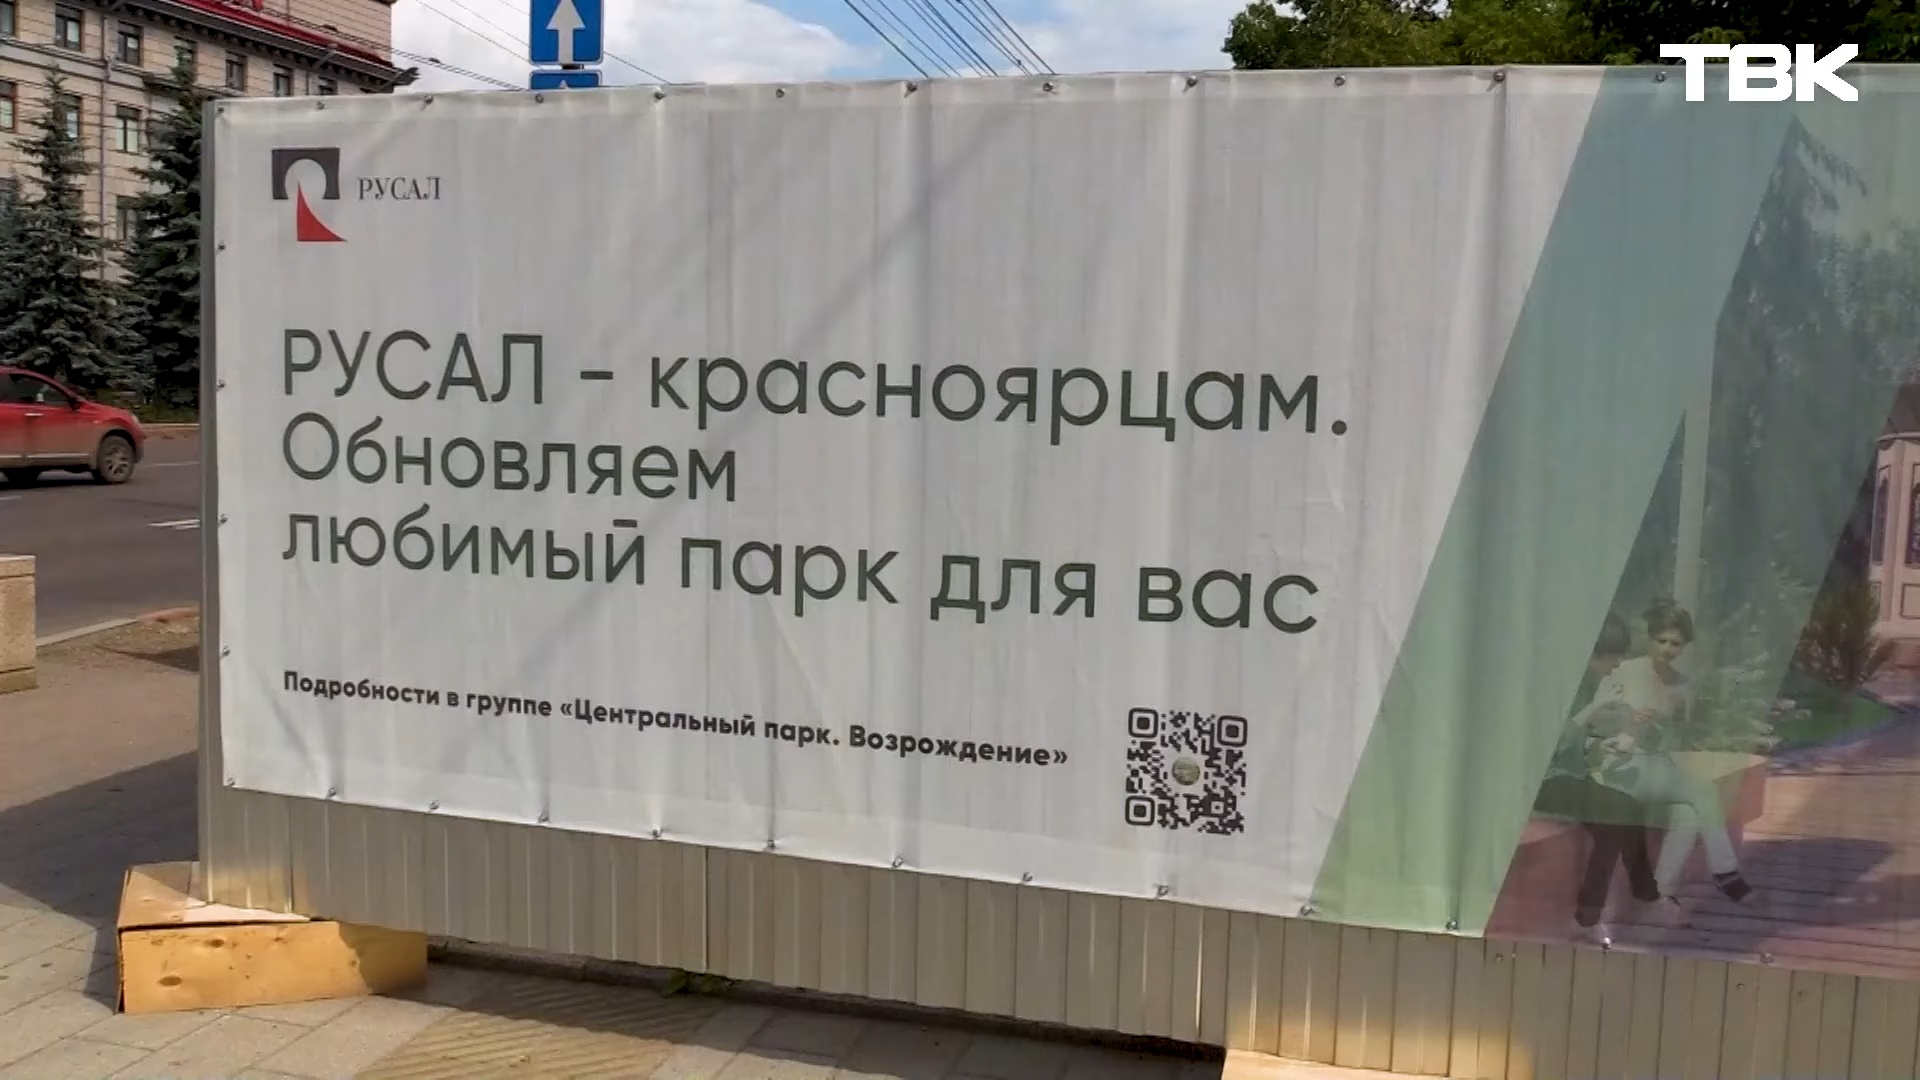 ТВК
РУСАЛ
РУСАЛ - красноярцам.
Обновляем
любимый парк для вас
Подробности в группе «Центральный парк. Возрождение»